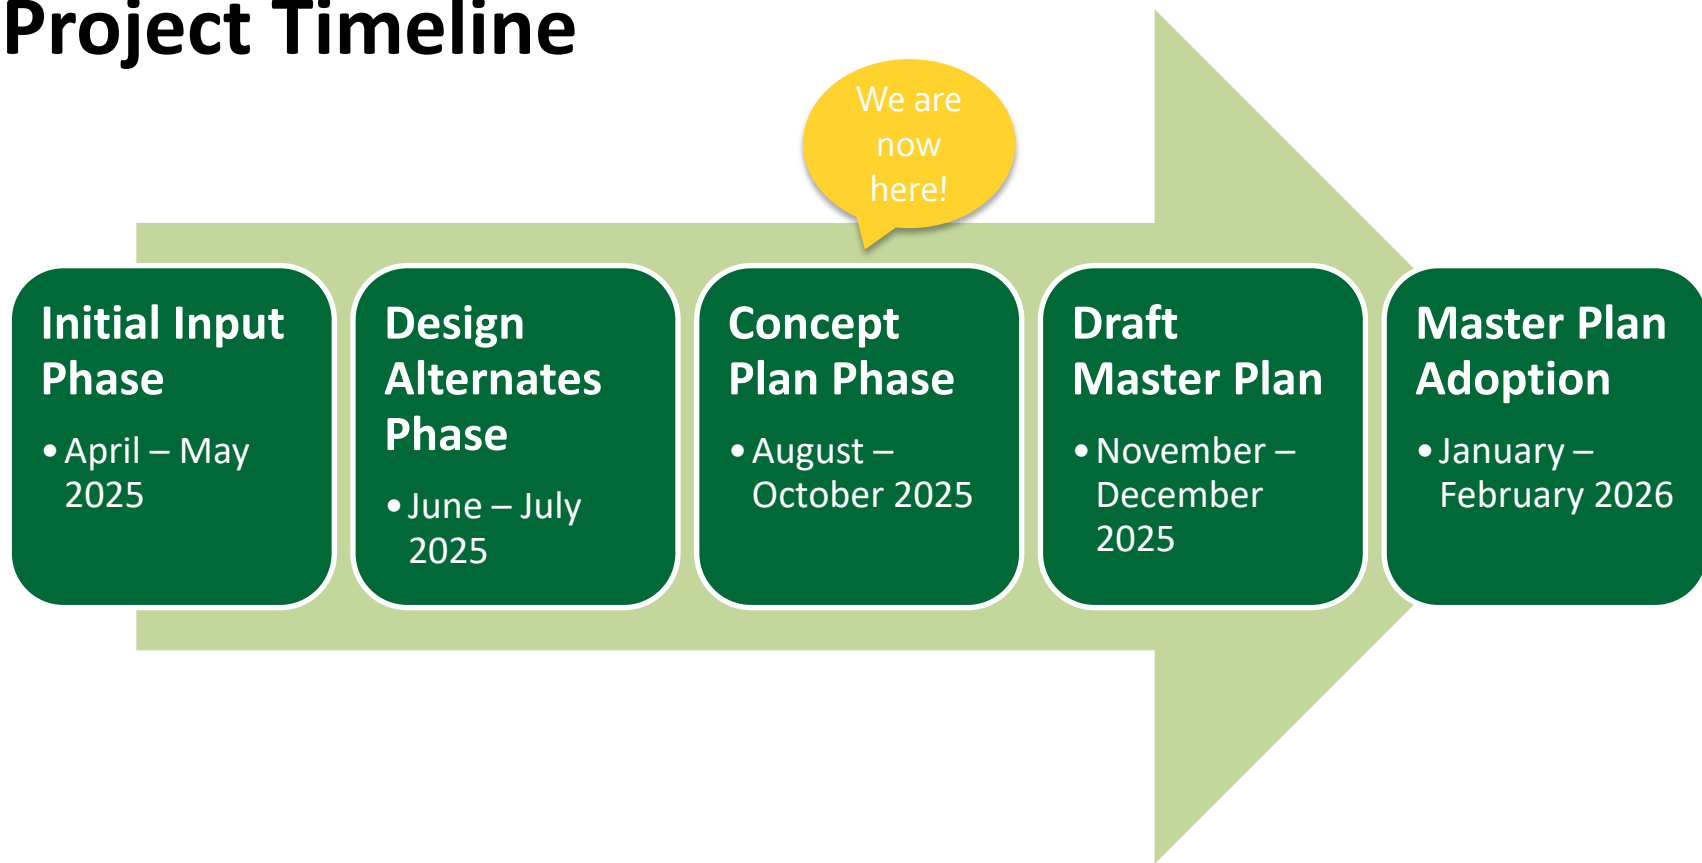 Project Timeline
We are
now
here!
Initial Input
Phase
• April – May
2025
Design
Alternates
Phase
• June – July
2025
Concept
Plan Phase
• August –
October 2025
Draft
Master Plan
• November –
December
2025
Master Plan
Adoption
• January –
February 2026